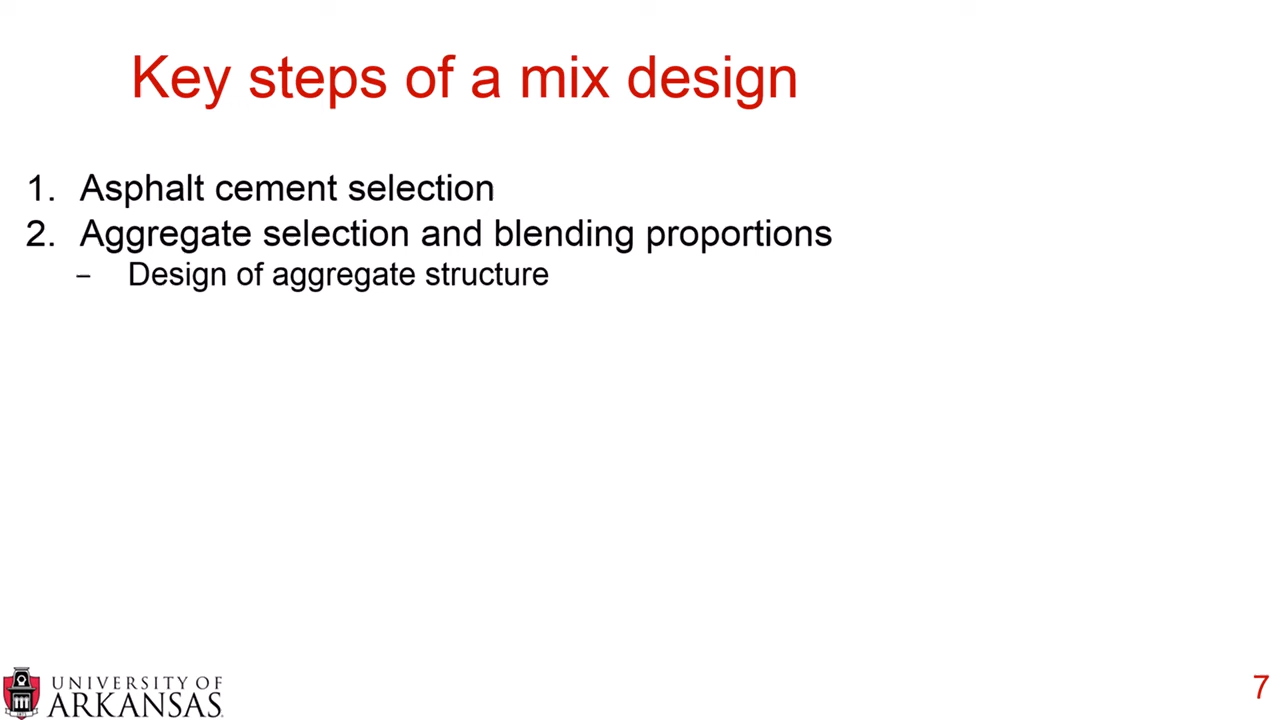 Key steps of a mix design
1. Asphalt cement selection
2. Aggregate selection and blending proportions
– Design of aggregate structure
UNIVERSITY OF
ARKANSAS
7